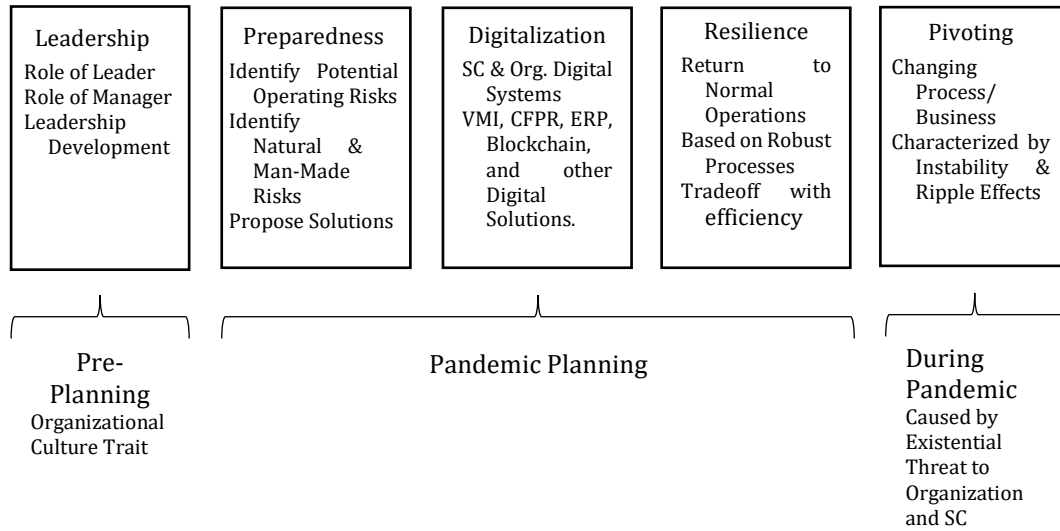 Leadership
Role of Leader
Role of Manager
Leadership
Development
Preparedness
Identify Potential
Operating Risks
Identify
Natural &
Man-Made
Risks
Propose Solutions
Digitalization
SC & Org. Digital
Systems
VMI, CFPR, ERP,
Blockchain,
and other
Digital
Solutions.
Resilience
Return to
Normal
Operations
Based on Robust
Processes
Tradeoff with
efficiency
Pivoting
Changing
Process/
Business
Characterized by
Instability &
Ripple Effects
Pre-
Planning
Organizational
Culture Trait
Pandemic Planning
During
Pandemic
Caused by
Existential
Threat to
Organization
and SC